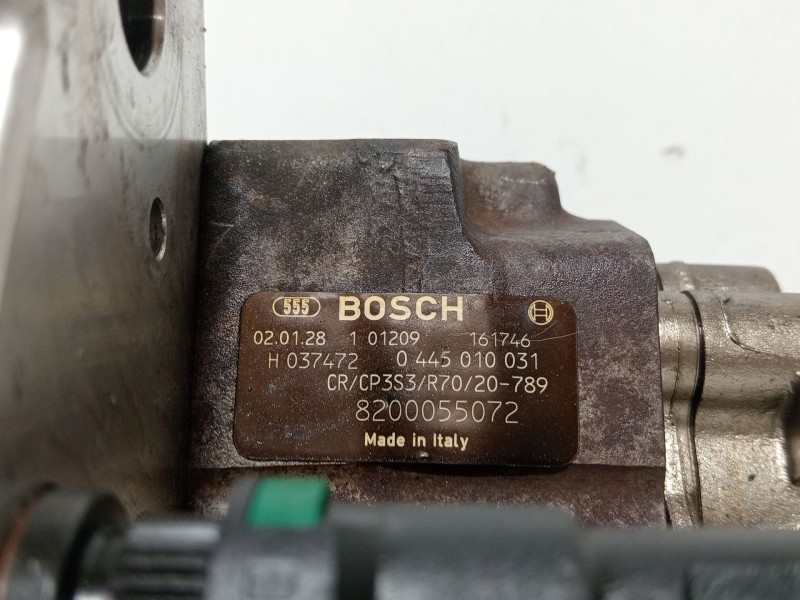 555 BOSCH
02.01.28 1 01209 161746
H 037472 0 445 010 031
CR/CP3S3/R70/20-789
8200055072
Made in Italy